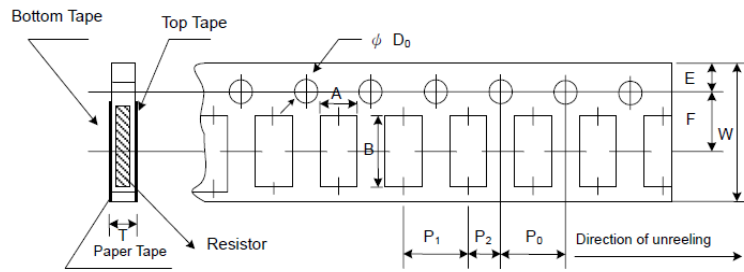 Bottom Tape
Top Tape
ϕ D₀
E
A
F
W
B
T
Paper Tape
Resistor
P₁
P₂
P₀
Direction of unreeling